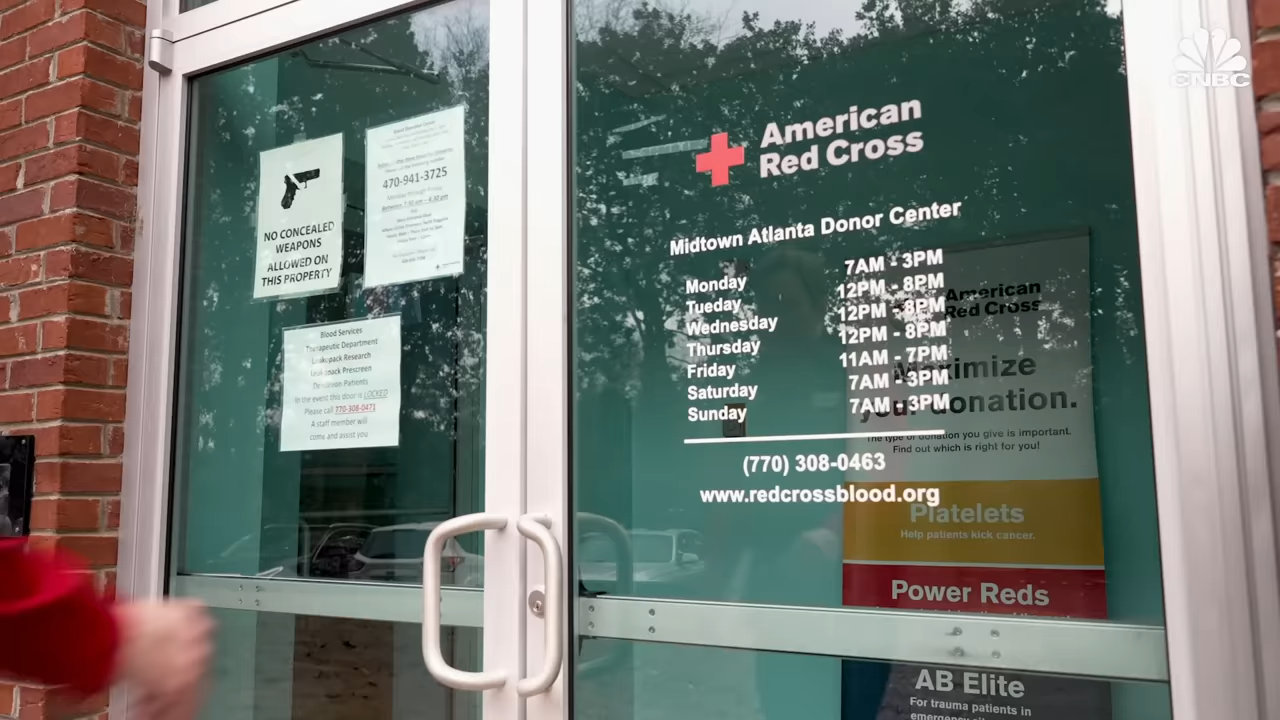 CNBC
NO CONCEALED
WEAPONS
ALLOWED ON
THIS PROPERTY
470-941-3725
Blood Services
Therapeutic Department
Leukopack Research
Leukopack Prescreen
Donation Patients
In the event this door is LOCKED
Please call 770-308-0471
A staff member will
come and assist you
American
Red Cross
Midtown Atlanta Donor Center
Monday 7AM - 3PM
Tueday 12PM - 8PM
Wednesday 12PM - 8PM
Thursday 12PM - 8PM
Friday 11AM - 7PM
Saturday 7AM - 3PM
Sunday 7AM - 3PM
(770) 308-0463
www.redcrossblood.org
American
Red Cross
Maximize
your donation.
The type of donation you give is important.
Find out which is right for you!
Platelets
Help patients kick cancer.
Power Reds
AB Elite
For trauma patients in